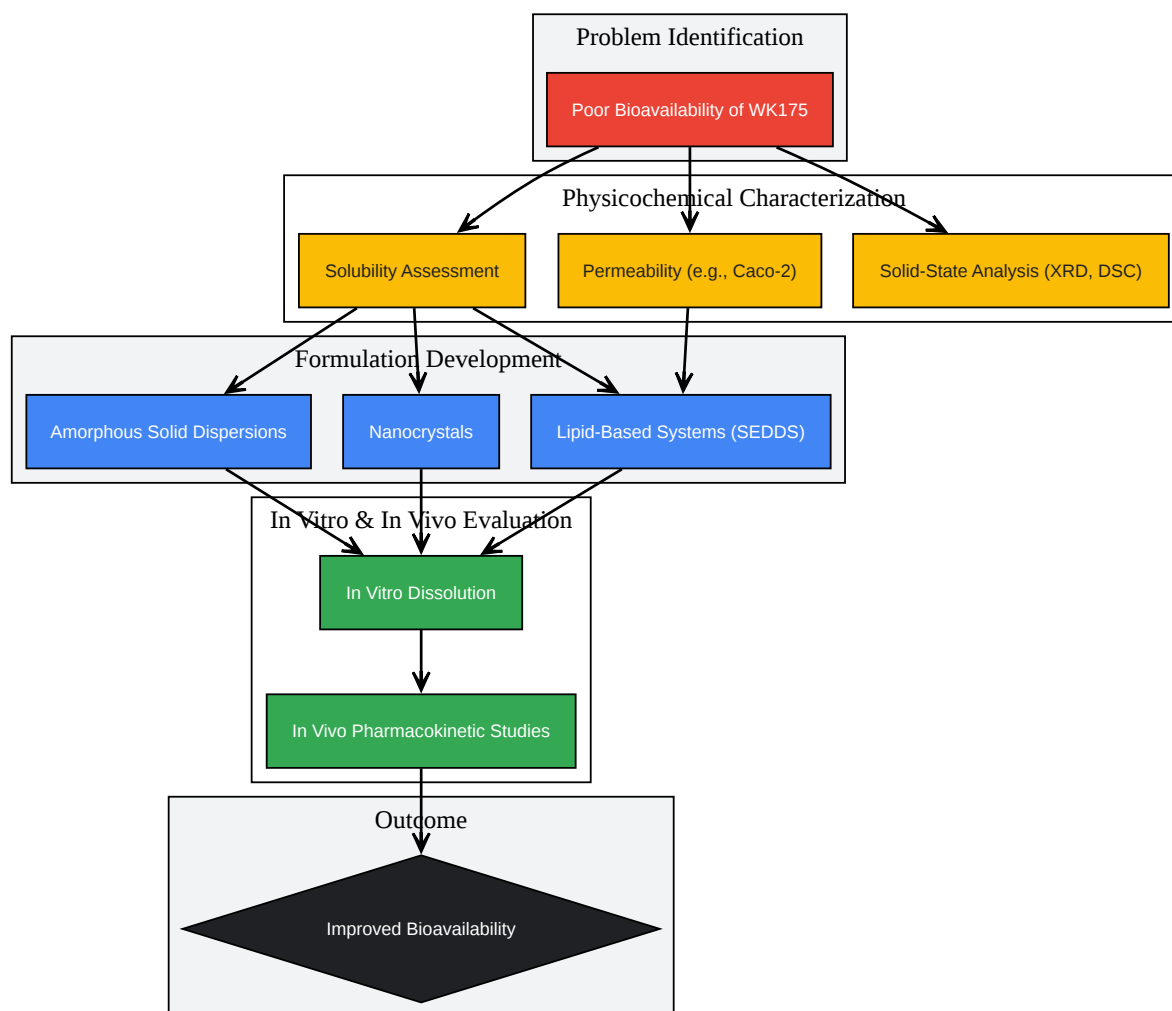 Problem Identification
Poor Bioavailability of WK175
Physicochemical Characterization
Solubility Assessment
Permeability (e.g., Caco-2)
Solid-State Analysis (XRD, DSC)
Formulation Development
Amorphous Solid Dispersions
Nanocrystals
Lipid-Based Systems (SEDDS)
In Vitro & In Vivo Evaluation
In Vitro Dissolution
In Vivo Pharmacokinetic Studies
Outcome
Improved Bioavailability